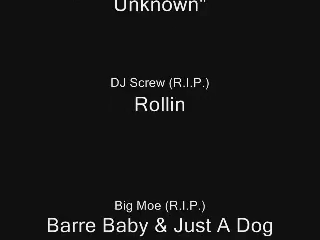 Unknown"
DJ Screw (R.I.P.)
Rollin
Big Moe (R.I.P.)
Barre Baby & Just A Dog